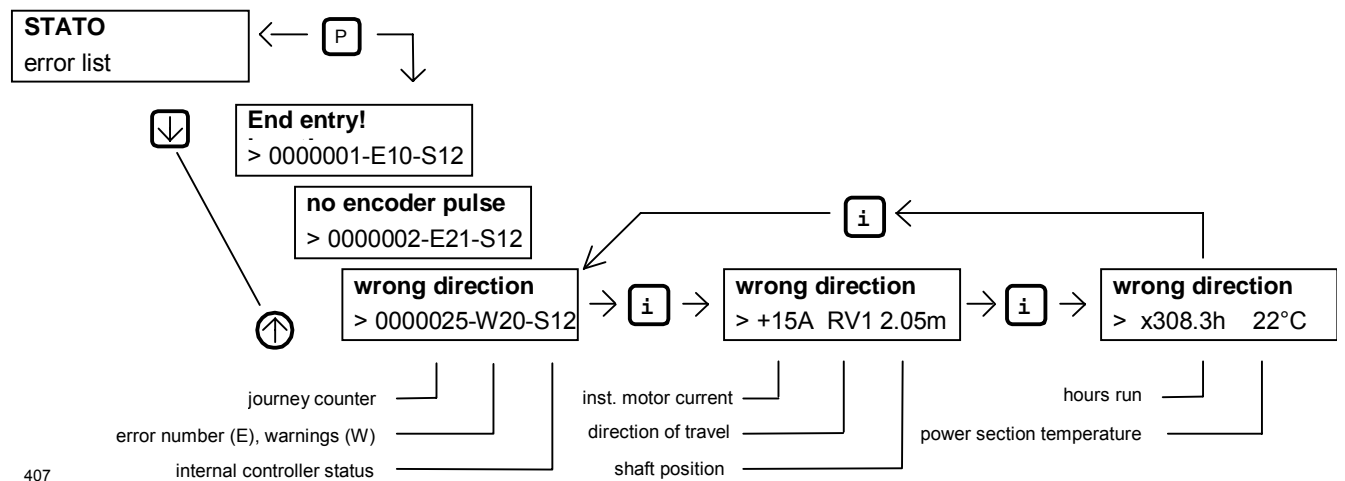 STATO
error list
P
End entry!
> 0000001-E10-S12
no encoder pulse
> 0000002-E21-S12
i
wrong direction
> 0000025-W20-S12
i
wrong direction
> +15A RV1 2.05m
i
wrong direction
> x308.3h 22°C
journey counter
error number (E), warnings (W)
internal controller status
inst. motor current
direction of travel
shaft position
hours run
power section temperature
407